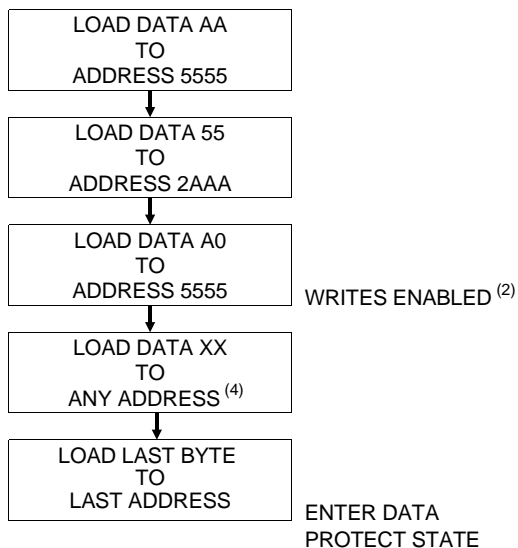 LOAD DATA AA
TO
ADDRESS 5555
LOAD DATA 55
TO
ADDRESS 2AAA
LOAD DATA A0
TO
ADDRESS 5555
WRITES ENABLED (2)
LOAD DATA XX
TO
ANY ADDRESS (4)
LOAD LAST BYTE
TO
LAST ADDRESS
ENTER DATA
PROTECT STATE